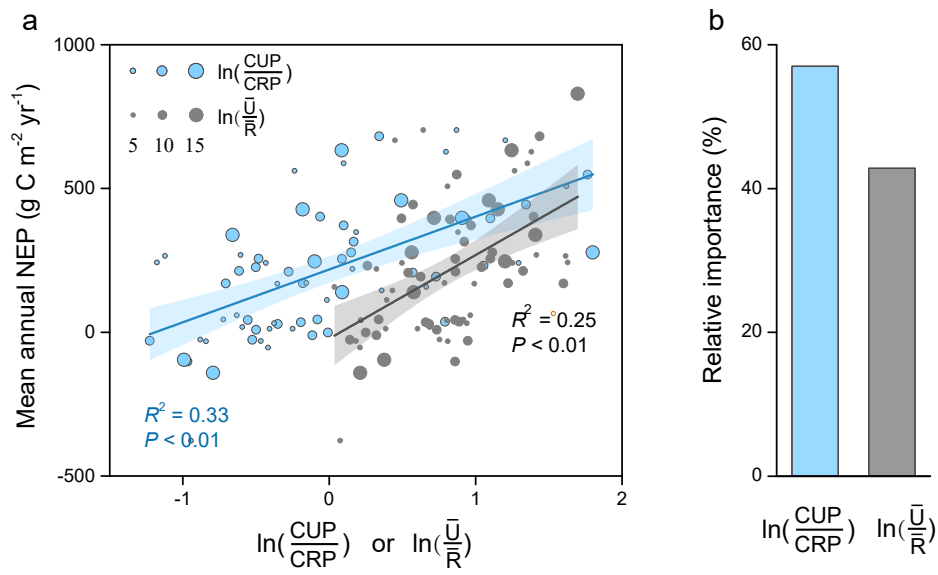 a
b
Mean annual NEP (g C m⁻² yr⁻¹)
1000
500
0
-500
ln(CUP/CRP)
ln(Ū/R̄)
5 10 15
R² = 0.25
P < 0.01
R² = 0.33
P < 0.01
-1 0 1 2
ln(CUP/CRP) or ln(Ū/R̄)
Relative importance (%)
60
40
20
0
ln(CUP/CRP) ln(Ū/R̄)